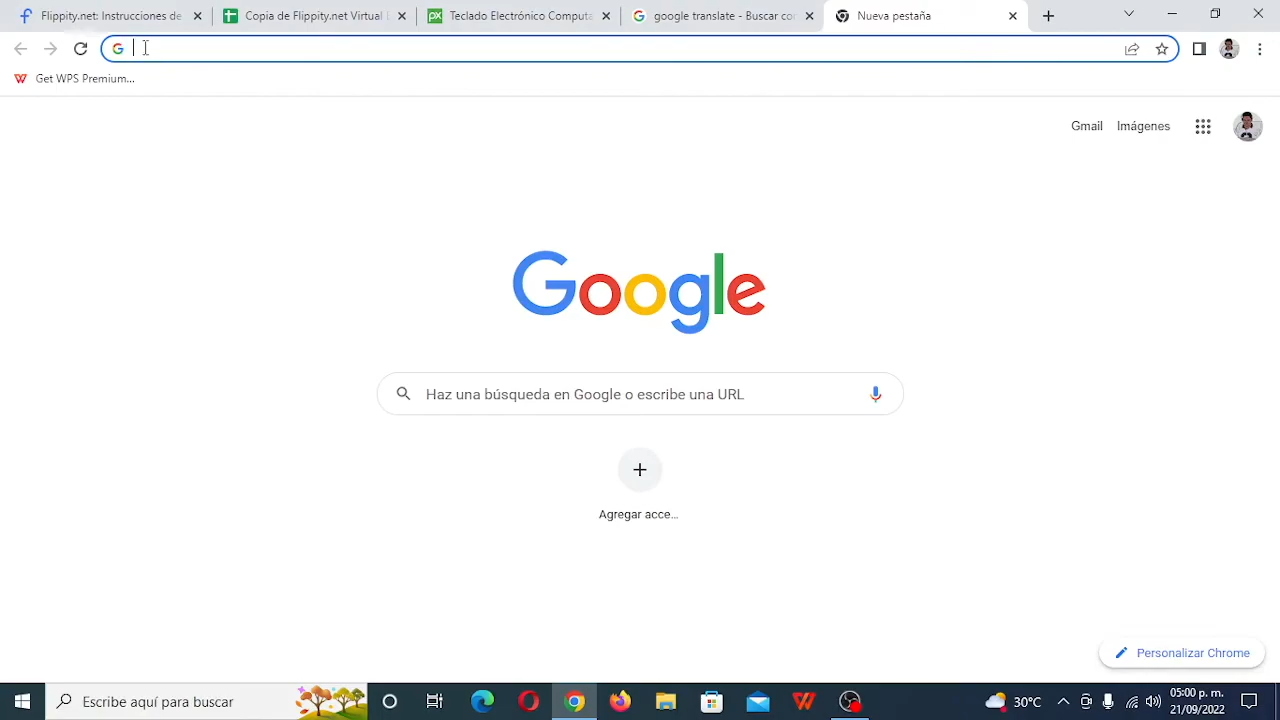 Flippity.net: Instrucciones de
Copia de Flippity.net Virtual
Teclado Electrónico Compute
google translate - Buscar co
Nueva pestaña
Get WPS Premium...
Gmail
Imágenes
Google
Haz una búsqueda en Google o escribe una URL
Agregar acce...
Personalizar Chrome
Escribe aquí para buscar
30°C
05:00 p. m.
21/09/2022